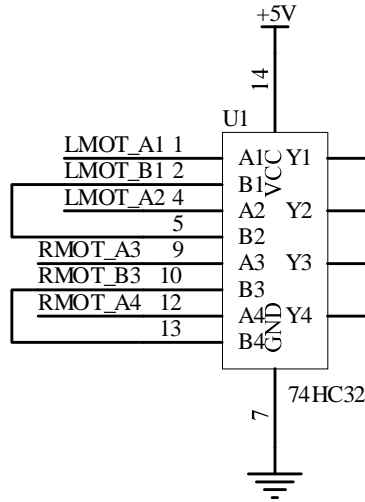 +5V
14
U1
LMOT_A1 1 A1 Y1
LMOT_B1 2 B1
VCC
LMOT_A2 4 A2 Y2
5 B2
RMOT_A3 9 A3 Y3
RMOT_B3 10 B3
RMOT_A4 12 A4 Y4
13 B4
GND
7
74HC32